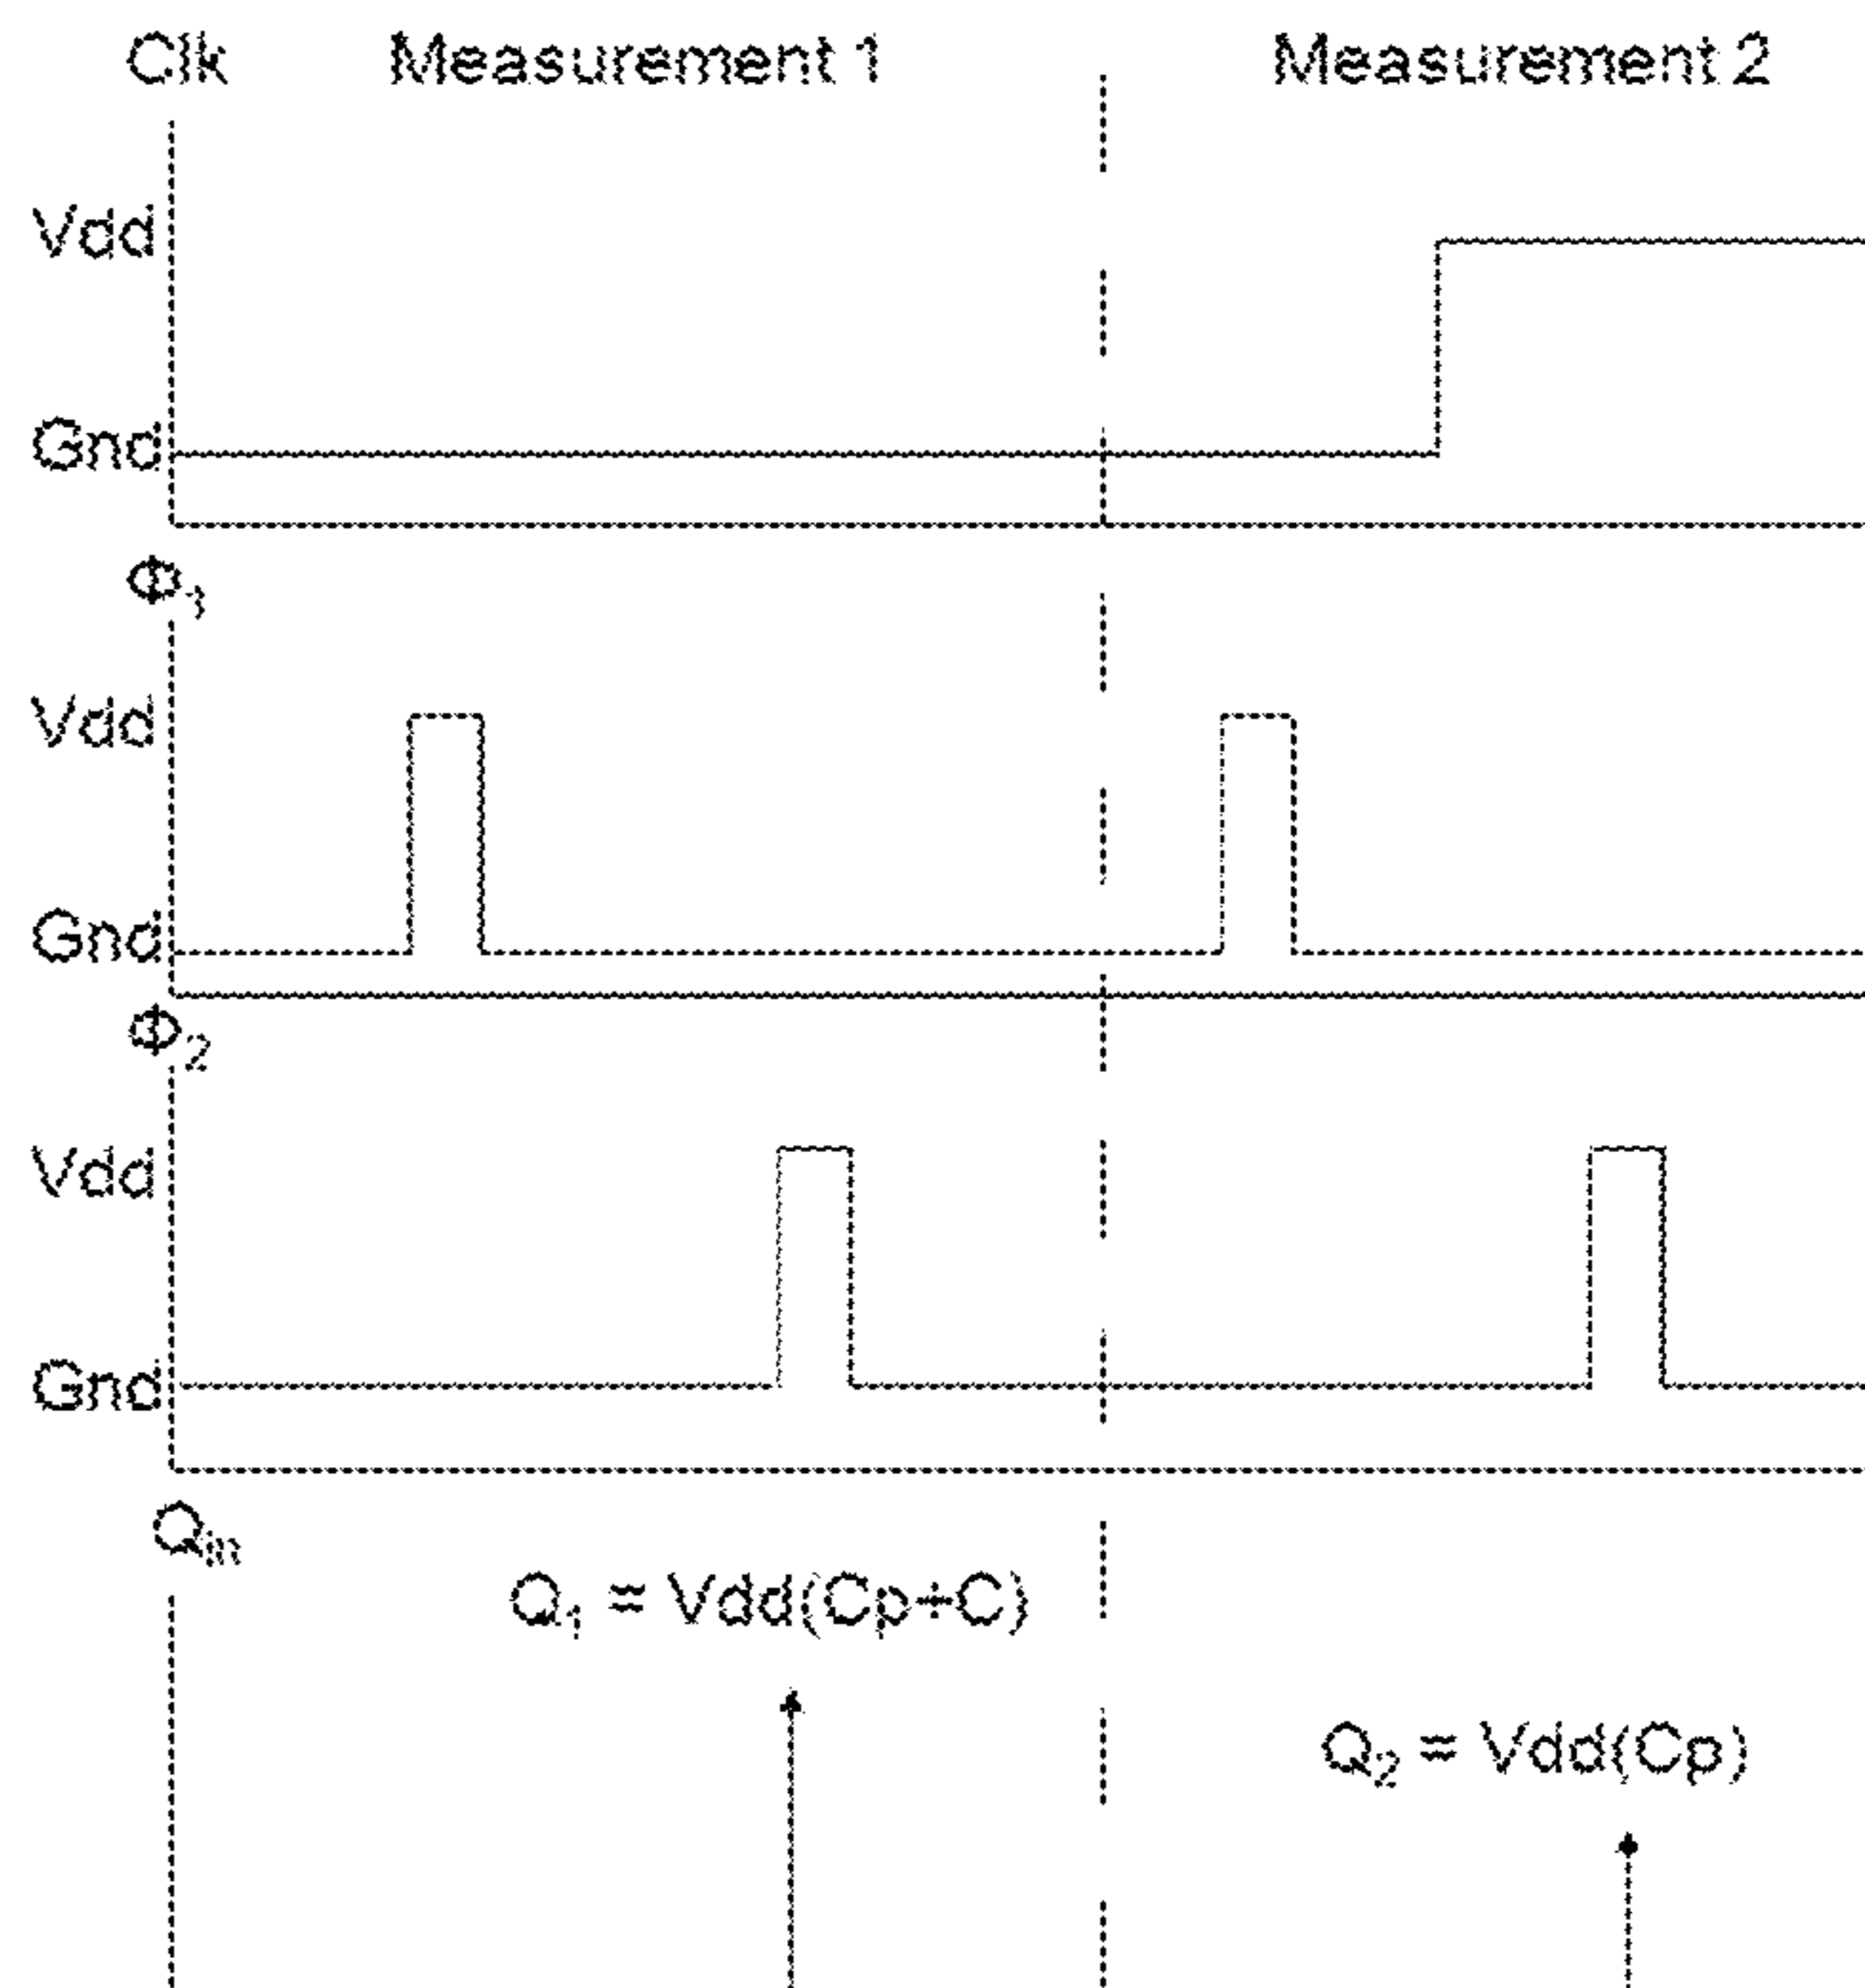 Clk Measurement 1 Measurement 2
Vdd
Gnd
Φ1
Vdd
Gnd
Φ2
Vdd
Gnd
Qin
Q1 = Vdd(Cp+C)
Q2 = Vdd(Cp)